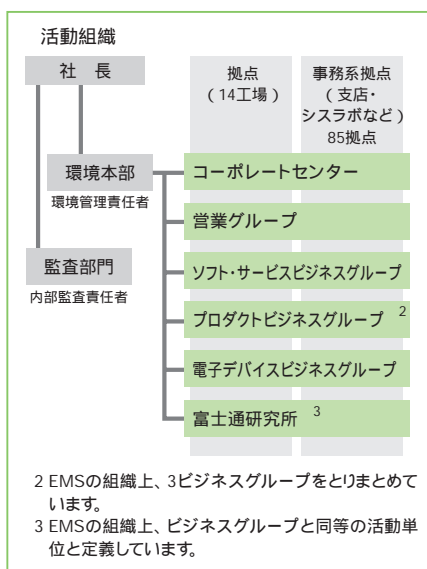 活動組織
社 長
拠点
（14工場）
事務系拠点
（支店・
シスラボなど）
85拠点
環境本部
環境管理責任者
監査部門
内部監査責任者
コーポレートセンター
営業グループ
ソフト・サービスビジネスグループ
プロダクトビジネスグループ 2
電子デバイスビジネスグループ
富士通研究所 3
2 EMSの組織上、3ビジネスグループをとりまとめて
います。
3 EMSの組織上、ビジネスグループと同等の活動単
位と定義しています。